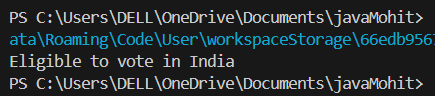 PS C:\Users\DELL\OneDrive\Documents\javaMohit>
ata\Roaming\Code\User\workspaceStorage\66edb956
Eligible to vote in India
PS C:\Users\DELL\OneDrive\Documents\javaMohit>